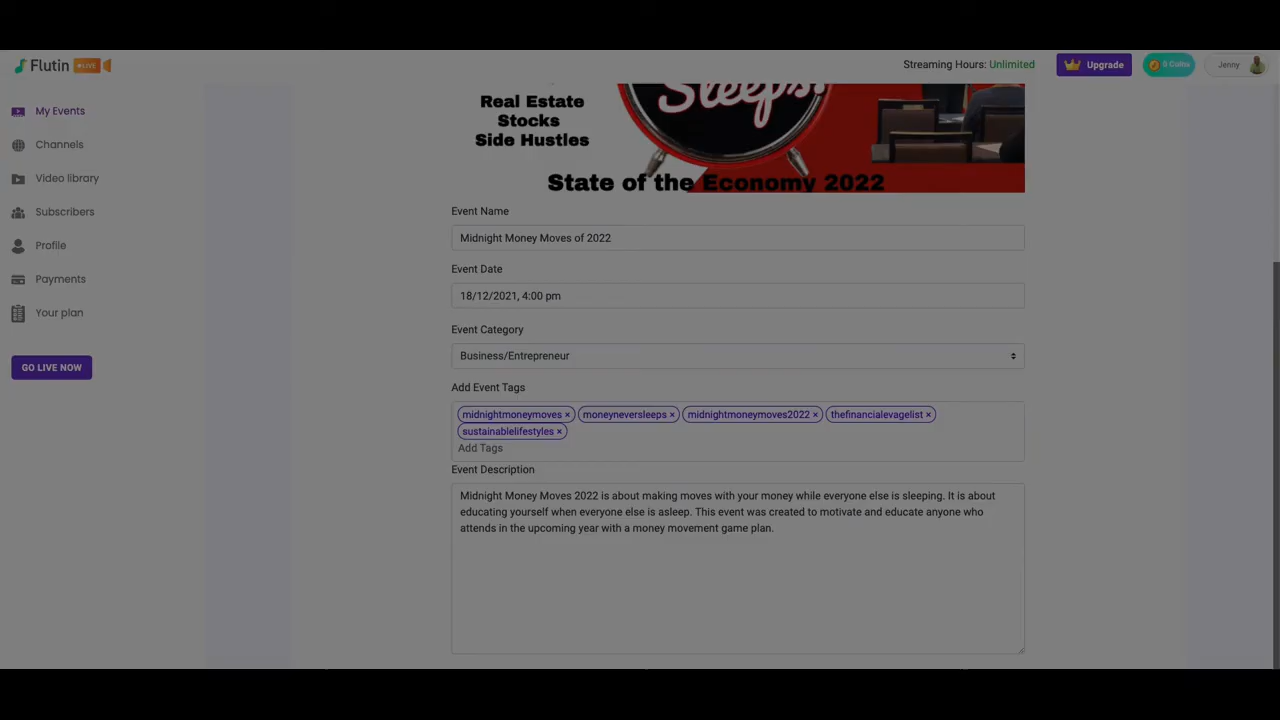 Flutin LIVE
Streaming Hours: Unlimited
Upgrade
3 Coins
Jenny
My Events
Channels
Video library
Subscribers
Profile
Payments
Your plan
GO LIVE NOW
Sleeps!
Real Estate
Stocks
Side Hustles
State of the Economy 2022
Event Name
Midnight Money Moves of 2022
Event Date
18/12/2021, 4:00 pm
Event Category
Business/Entrepreneur
Add Event Tags
midnightmoneymoves × moneyneversleeps × midnightmoneymoves2022 × thefinancialevagelist ×
sustainablelifestyles ×
Add Tags
Event Description
Midnight Money Moves 2022 is about making moves with your money while everyone else is sleeping. It is about
educating yourself when everyone else is asleep. This event was created to motivate and educate anyone who
attends in the upcoming year with a money movement game plan.